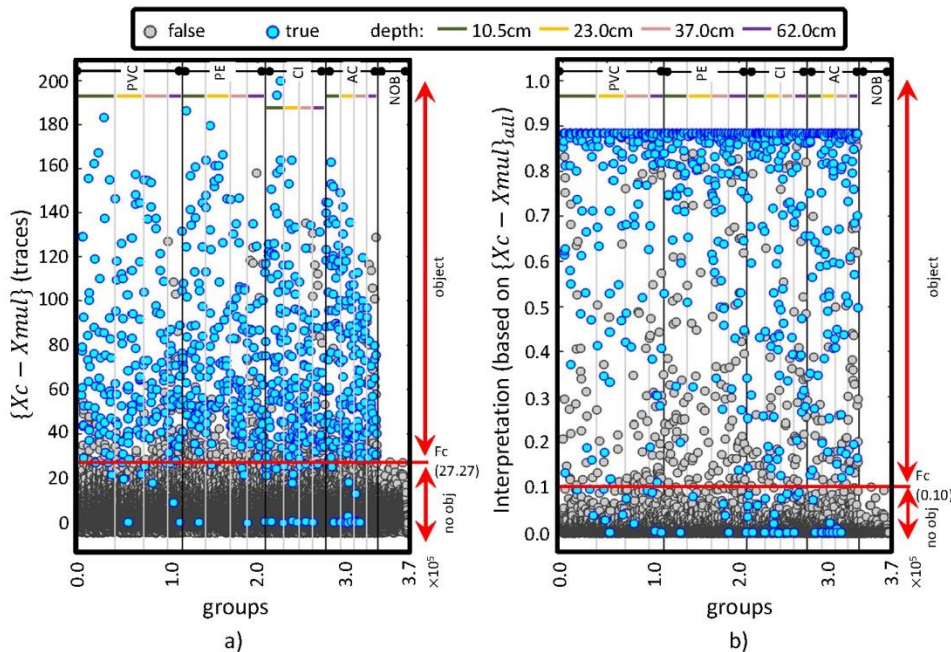 false true depth: 10.5cm 23.0cm 37.0cm 62.0cm
PVC PE CI AC NOB
{Xc − Xmul} (traces)
200
180
160
140
120
100
80
60
40
20
0
object
Fc
(27.27)
no obj
0.0 1.0 2.0 3.0 3.7
×10⁵
groups
a)
PVC PE CI AC NOB
Interpretation (based on {Xc − Xmul}all)
1.0
0.9
0.8
0.7
0.6
0.5
0.4
0.3
0.2
0.1
0.0
object
Fc
(0.10)
no obj
0.0 1.0 2.0 3.0 3.7
×10⁵
groups
b)